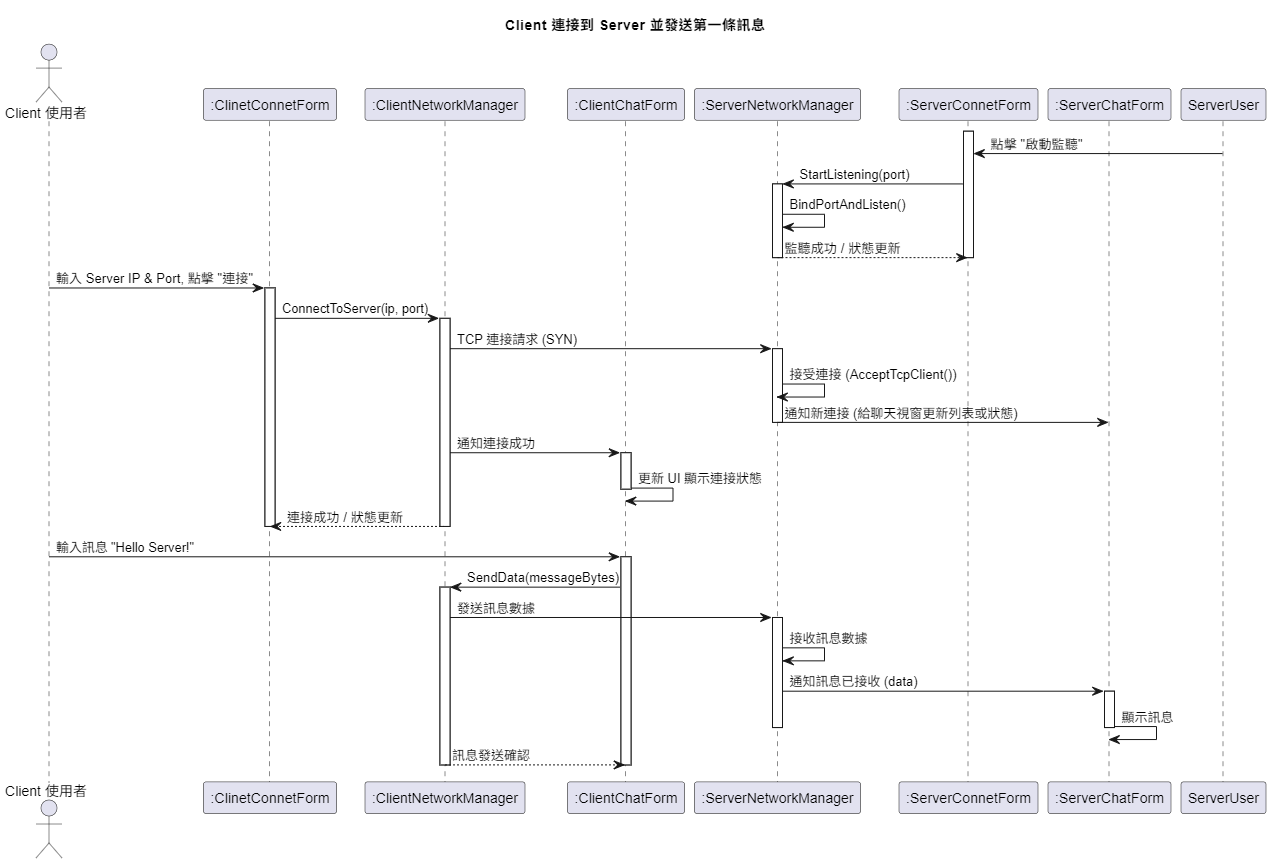 Client 連接到 Server 並發送第一條訊息
Client 使用者
:ClinetConnetForm
:ClientNetworkManager
:ClientChatForm
:ServerNetworkManager
:ServerConnetForm
:ServerChatForm
ServerUser
點擊 "啟動監聽"
StartListening(port)
BindPortAndListen()
監聽成功 / 狀態更新
輸入 Server IP & Port, 點擊 "連接"
ConnectToServer(ip, port)
TCP 連接請求 (SYN)
接受連接 (AcceptTcpClient())
通知新連接 (給聊天視窗更新列表或狀態)
通知連接成功
更新 UI 顯示連接狀態
連接成功 / 狀態更新
輸入訊息 "Hello Server!"
SendData(messageBytes)
發送訊息數據
接收訊息數據
通知訊息已接收 (data)
顯示訊息
訊息發送確認
Client 使用者
:ClinetConnetForm
:ClientNetworkManager
:ClientChatForm
:ServerNetworkManager
:ServerConnetForm
:ServerChatForm
ServerUser